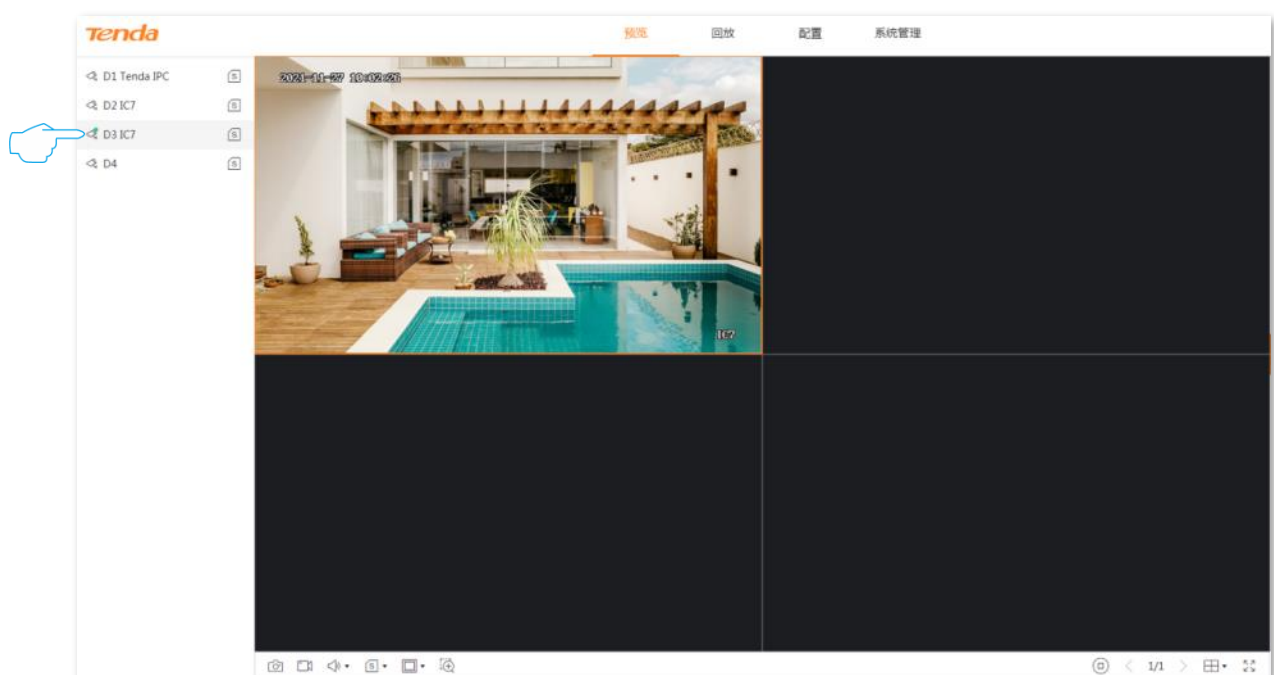 Tenda
预览 回放 配置 系统管理
D1 Tenda IPC S
D2 IC7 S
D3 IC7 S
D4 S
2021-11-27 10:02:26
IC7
S
1/1